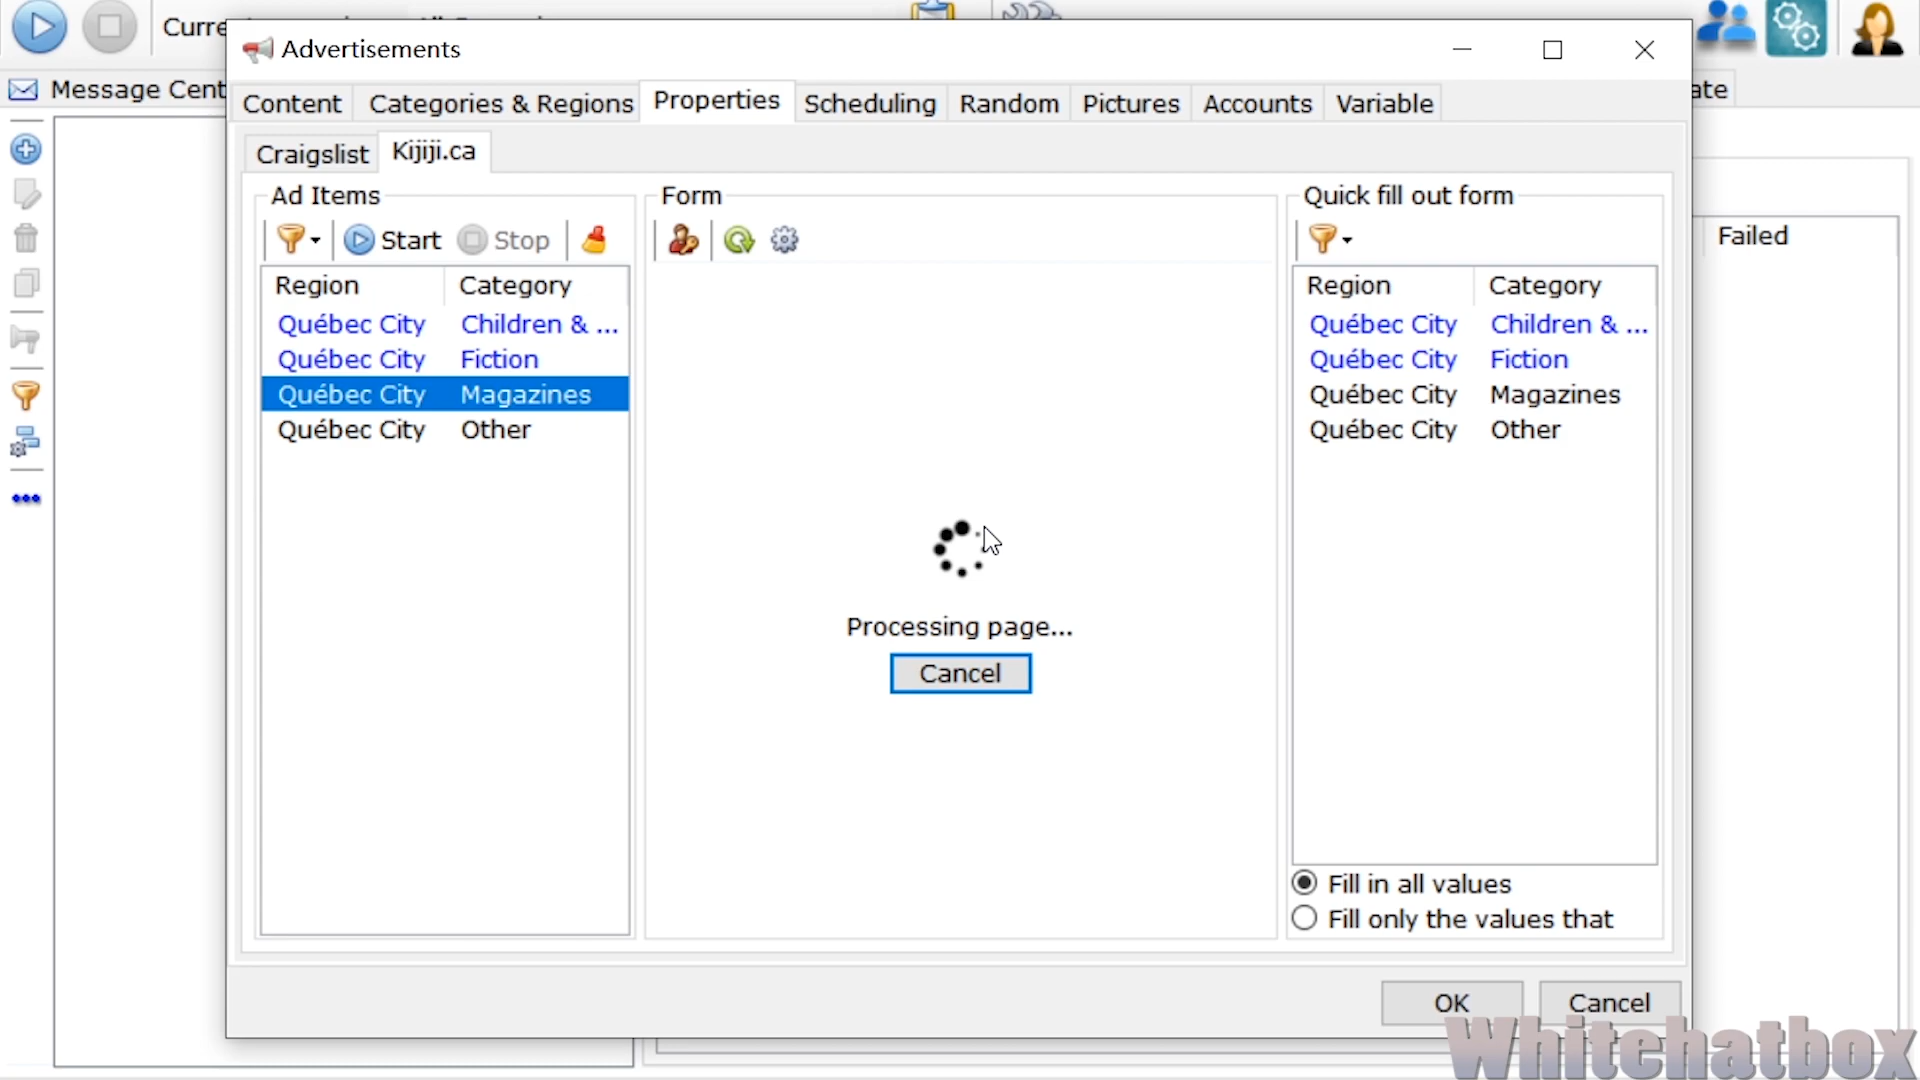 Curre
Advertisements
Message Cent
ate
Content Categories & Regions Properties Scheduling Random Pictures Accounts Variable
Craigslist Kijiji.ca
Ad Items
Form
Quick fill out form
Start Stop
Failed
Region Category
Québec City Children & ...
Québec City Fiction
Québec City Magazines
Québec City Other
Processing page...
Cancel
Region Category
Québec City Children & ...
Québec City Fiction
Québec City Magazines
Québec City Other
Fill in all values
Fill only the values that
OK Cancel
Whitehatbox